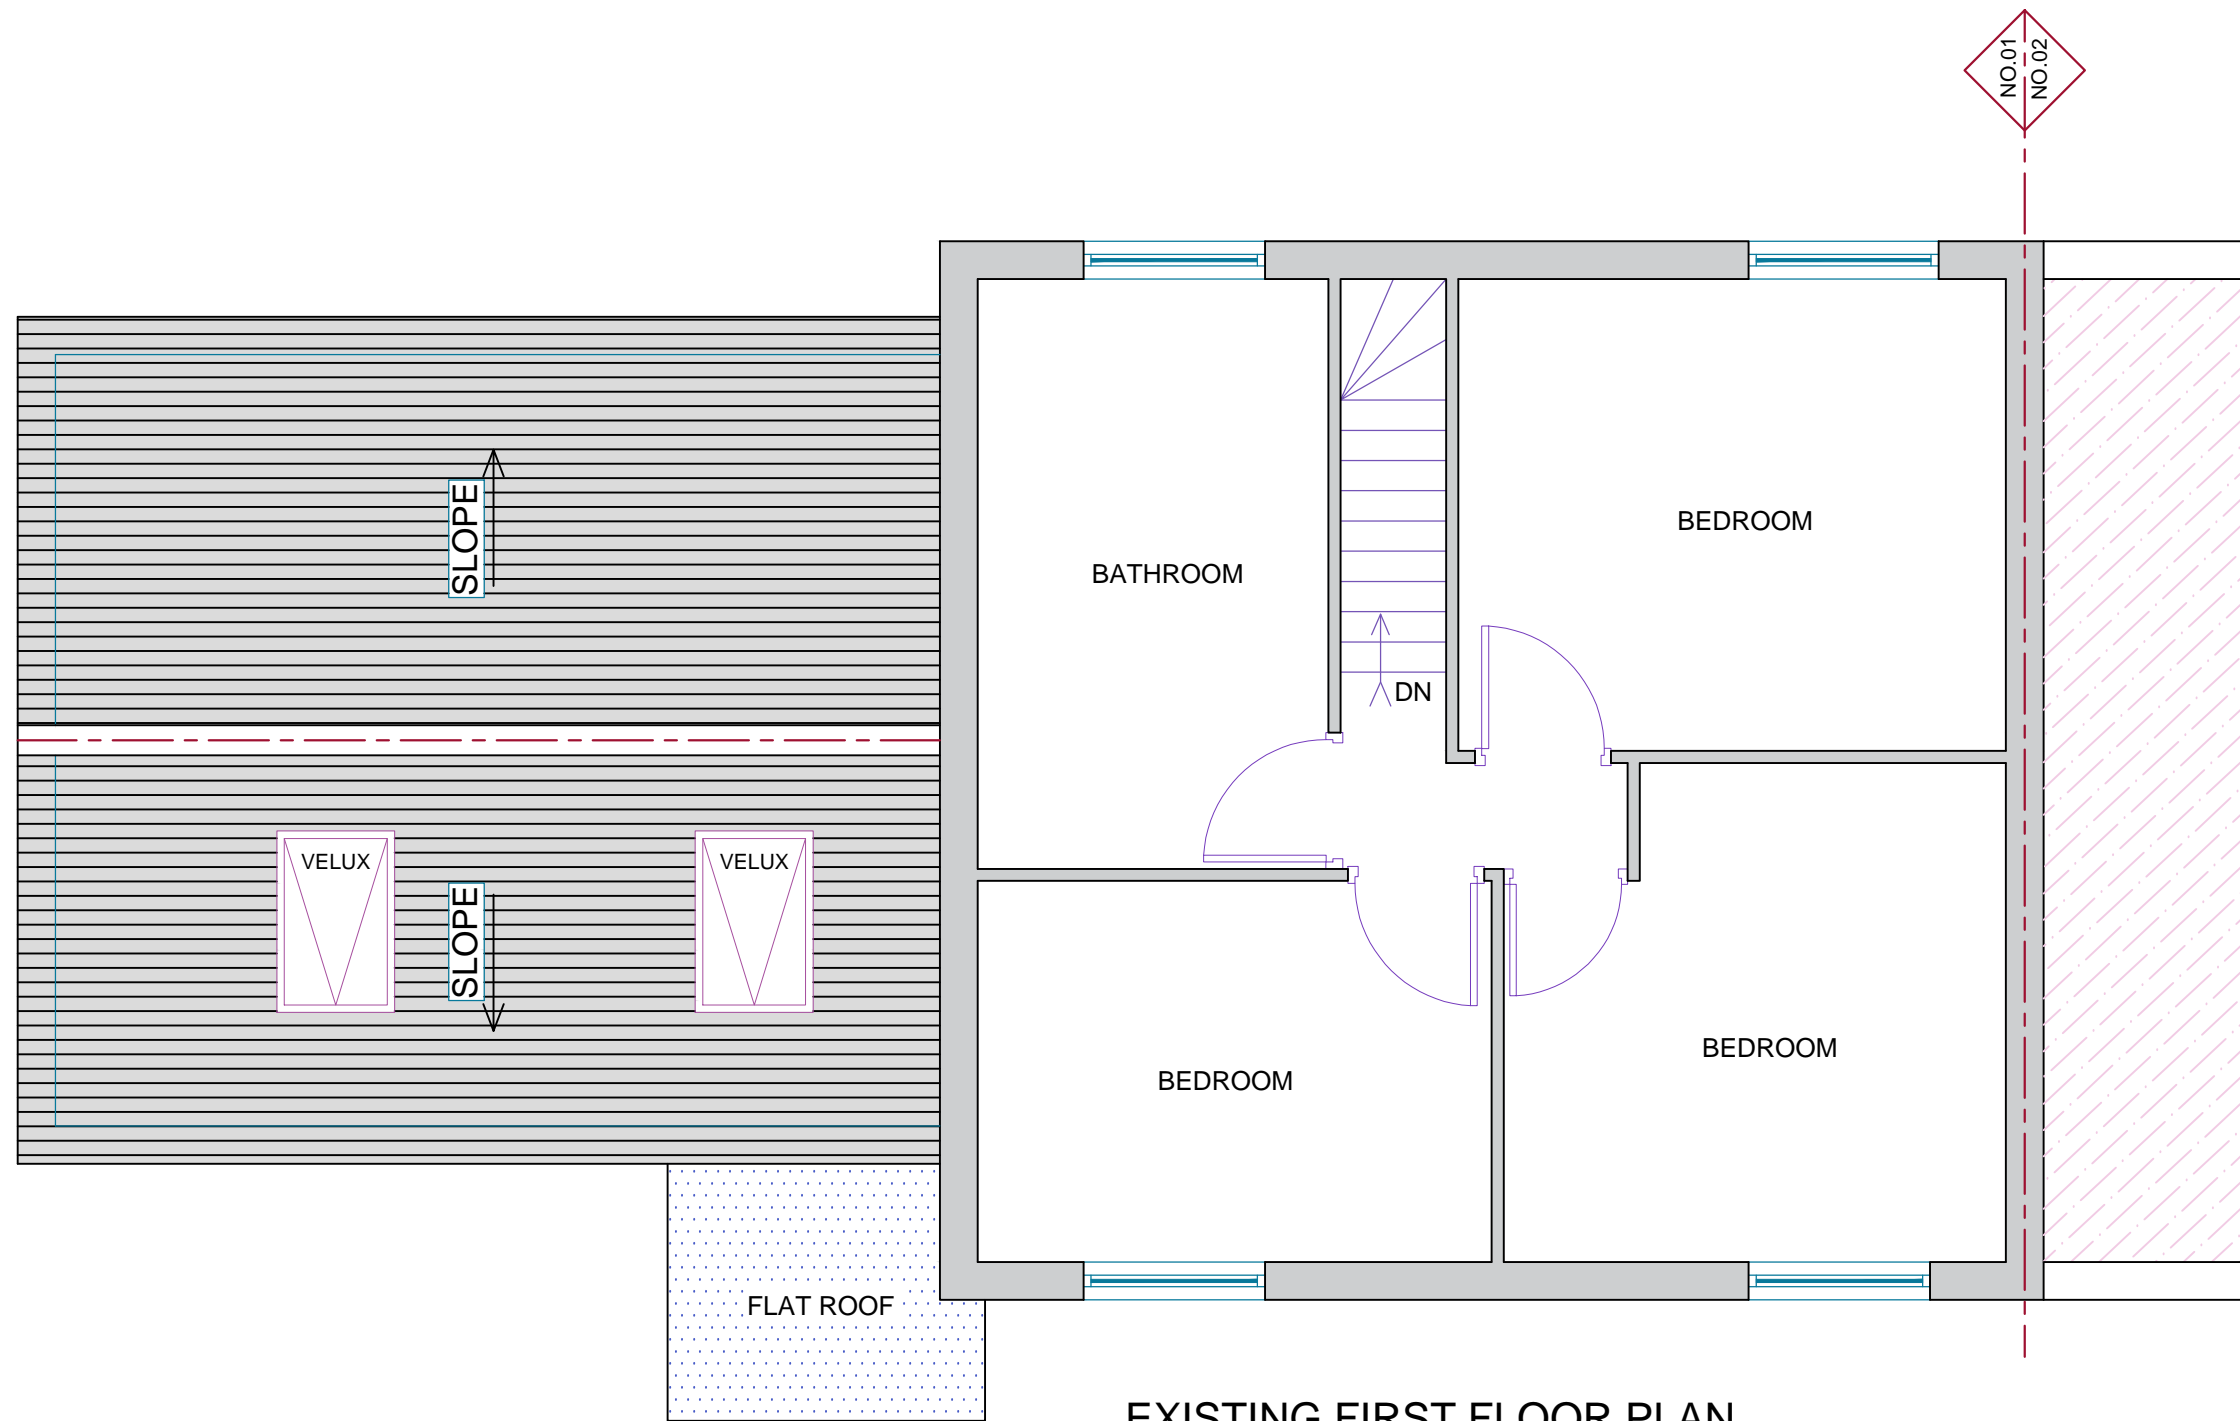 NO.01
NO.02
SLOPE
BEDROOM
BATHROOM
DN
VELUX
VELUX
SLOPE
BEDROOM
BEDROOM
FLAT ROOF
EXISTING FIRST FLOOR PLAN